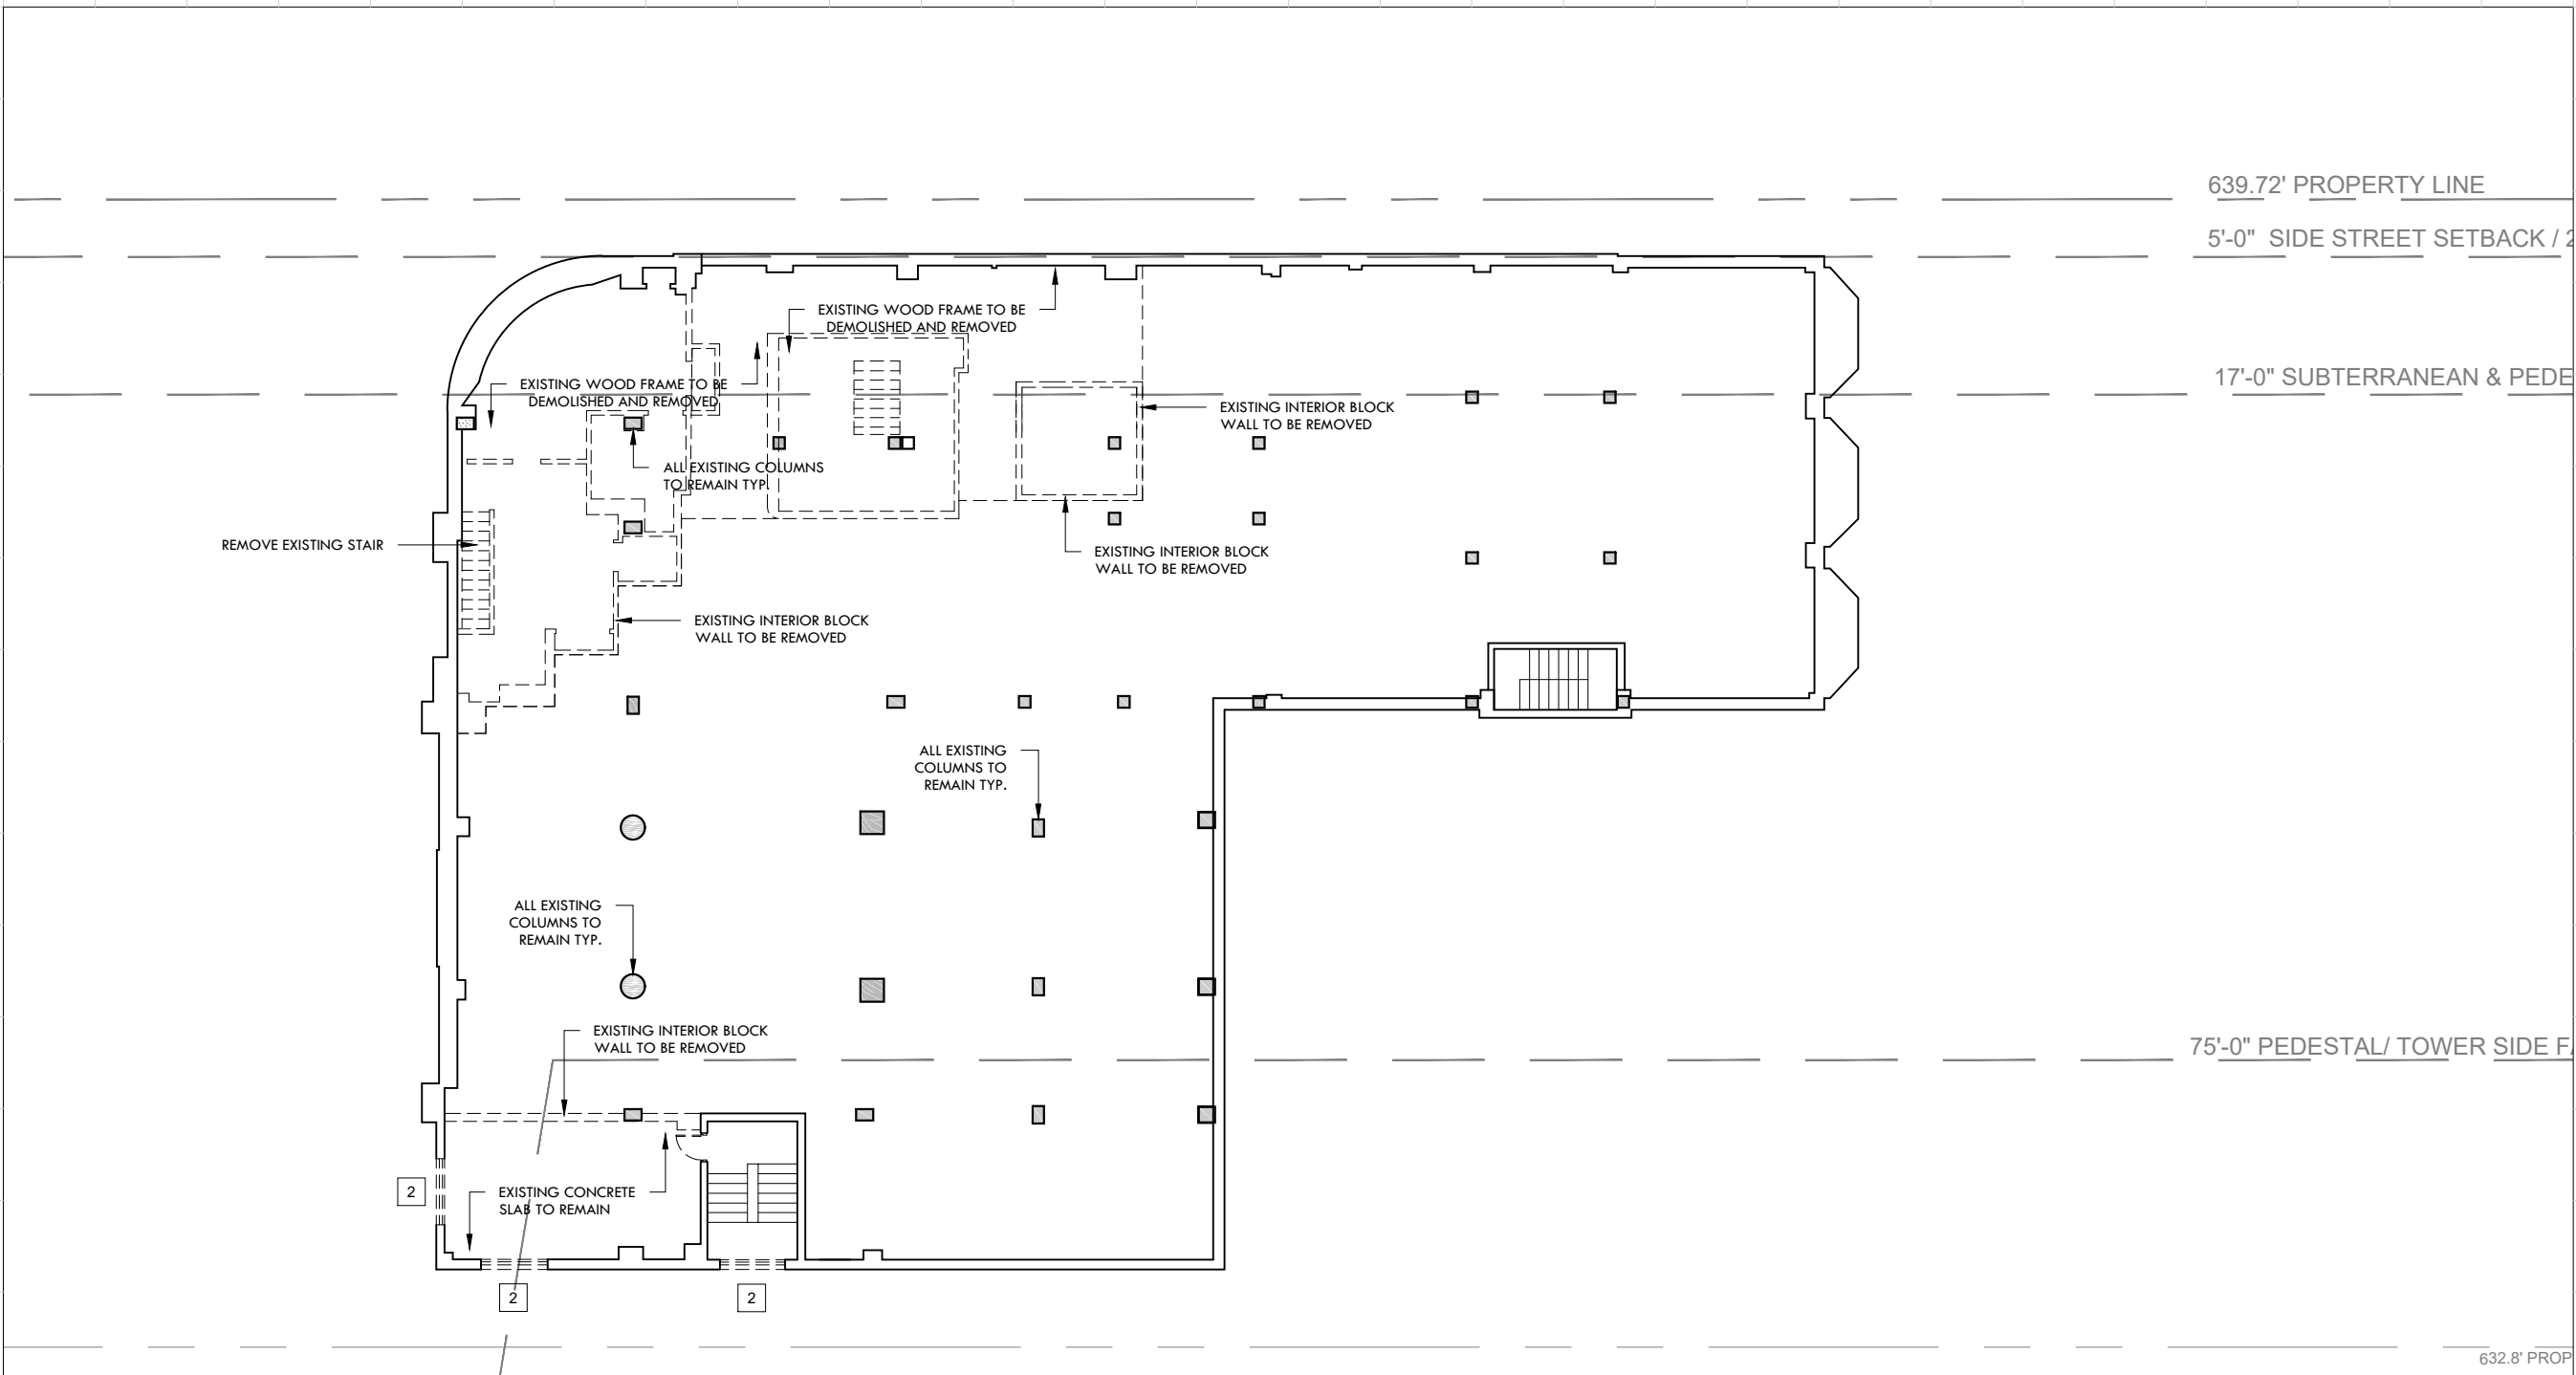 639.72' PROPERTY LINE
5'-0" SIDE STREET SETBACK / 2
EXISTING WOOD FRAME TO BE
DEMOLISHED AND REMOVED
17'-0" SUBTERRANEAN & PEDE
EXISTING WOOD FRAME TO BE
DEMOLISHED AND REMOVED
EXISTING INTERIOR BLOCK
WALL TO BE REMOVED
ALL EXISTING COLUMNS
TO REMAIN TYP.
REMOVE EXISTING STAIR
EXISTING INTERIOR BLOCK
WALL TO BE REMOVED
EXISTING INTERIOR BLOCK
WALL TO BE REMOVED
ALL EXISTING
COLUMNS TO
REMAIN TYP.
ALL EXISTING
COLUMNS TO
REMAIN TYP.
EXISTING INTERIOR BLOCK
WALL TO BE REMOVED
75'-0" PEDESTAL/ TOWER SIDE FA
2
EXISTING CONCRETE
SLAB TO REMAIN
2
2
632.8' PROP